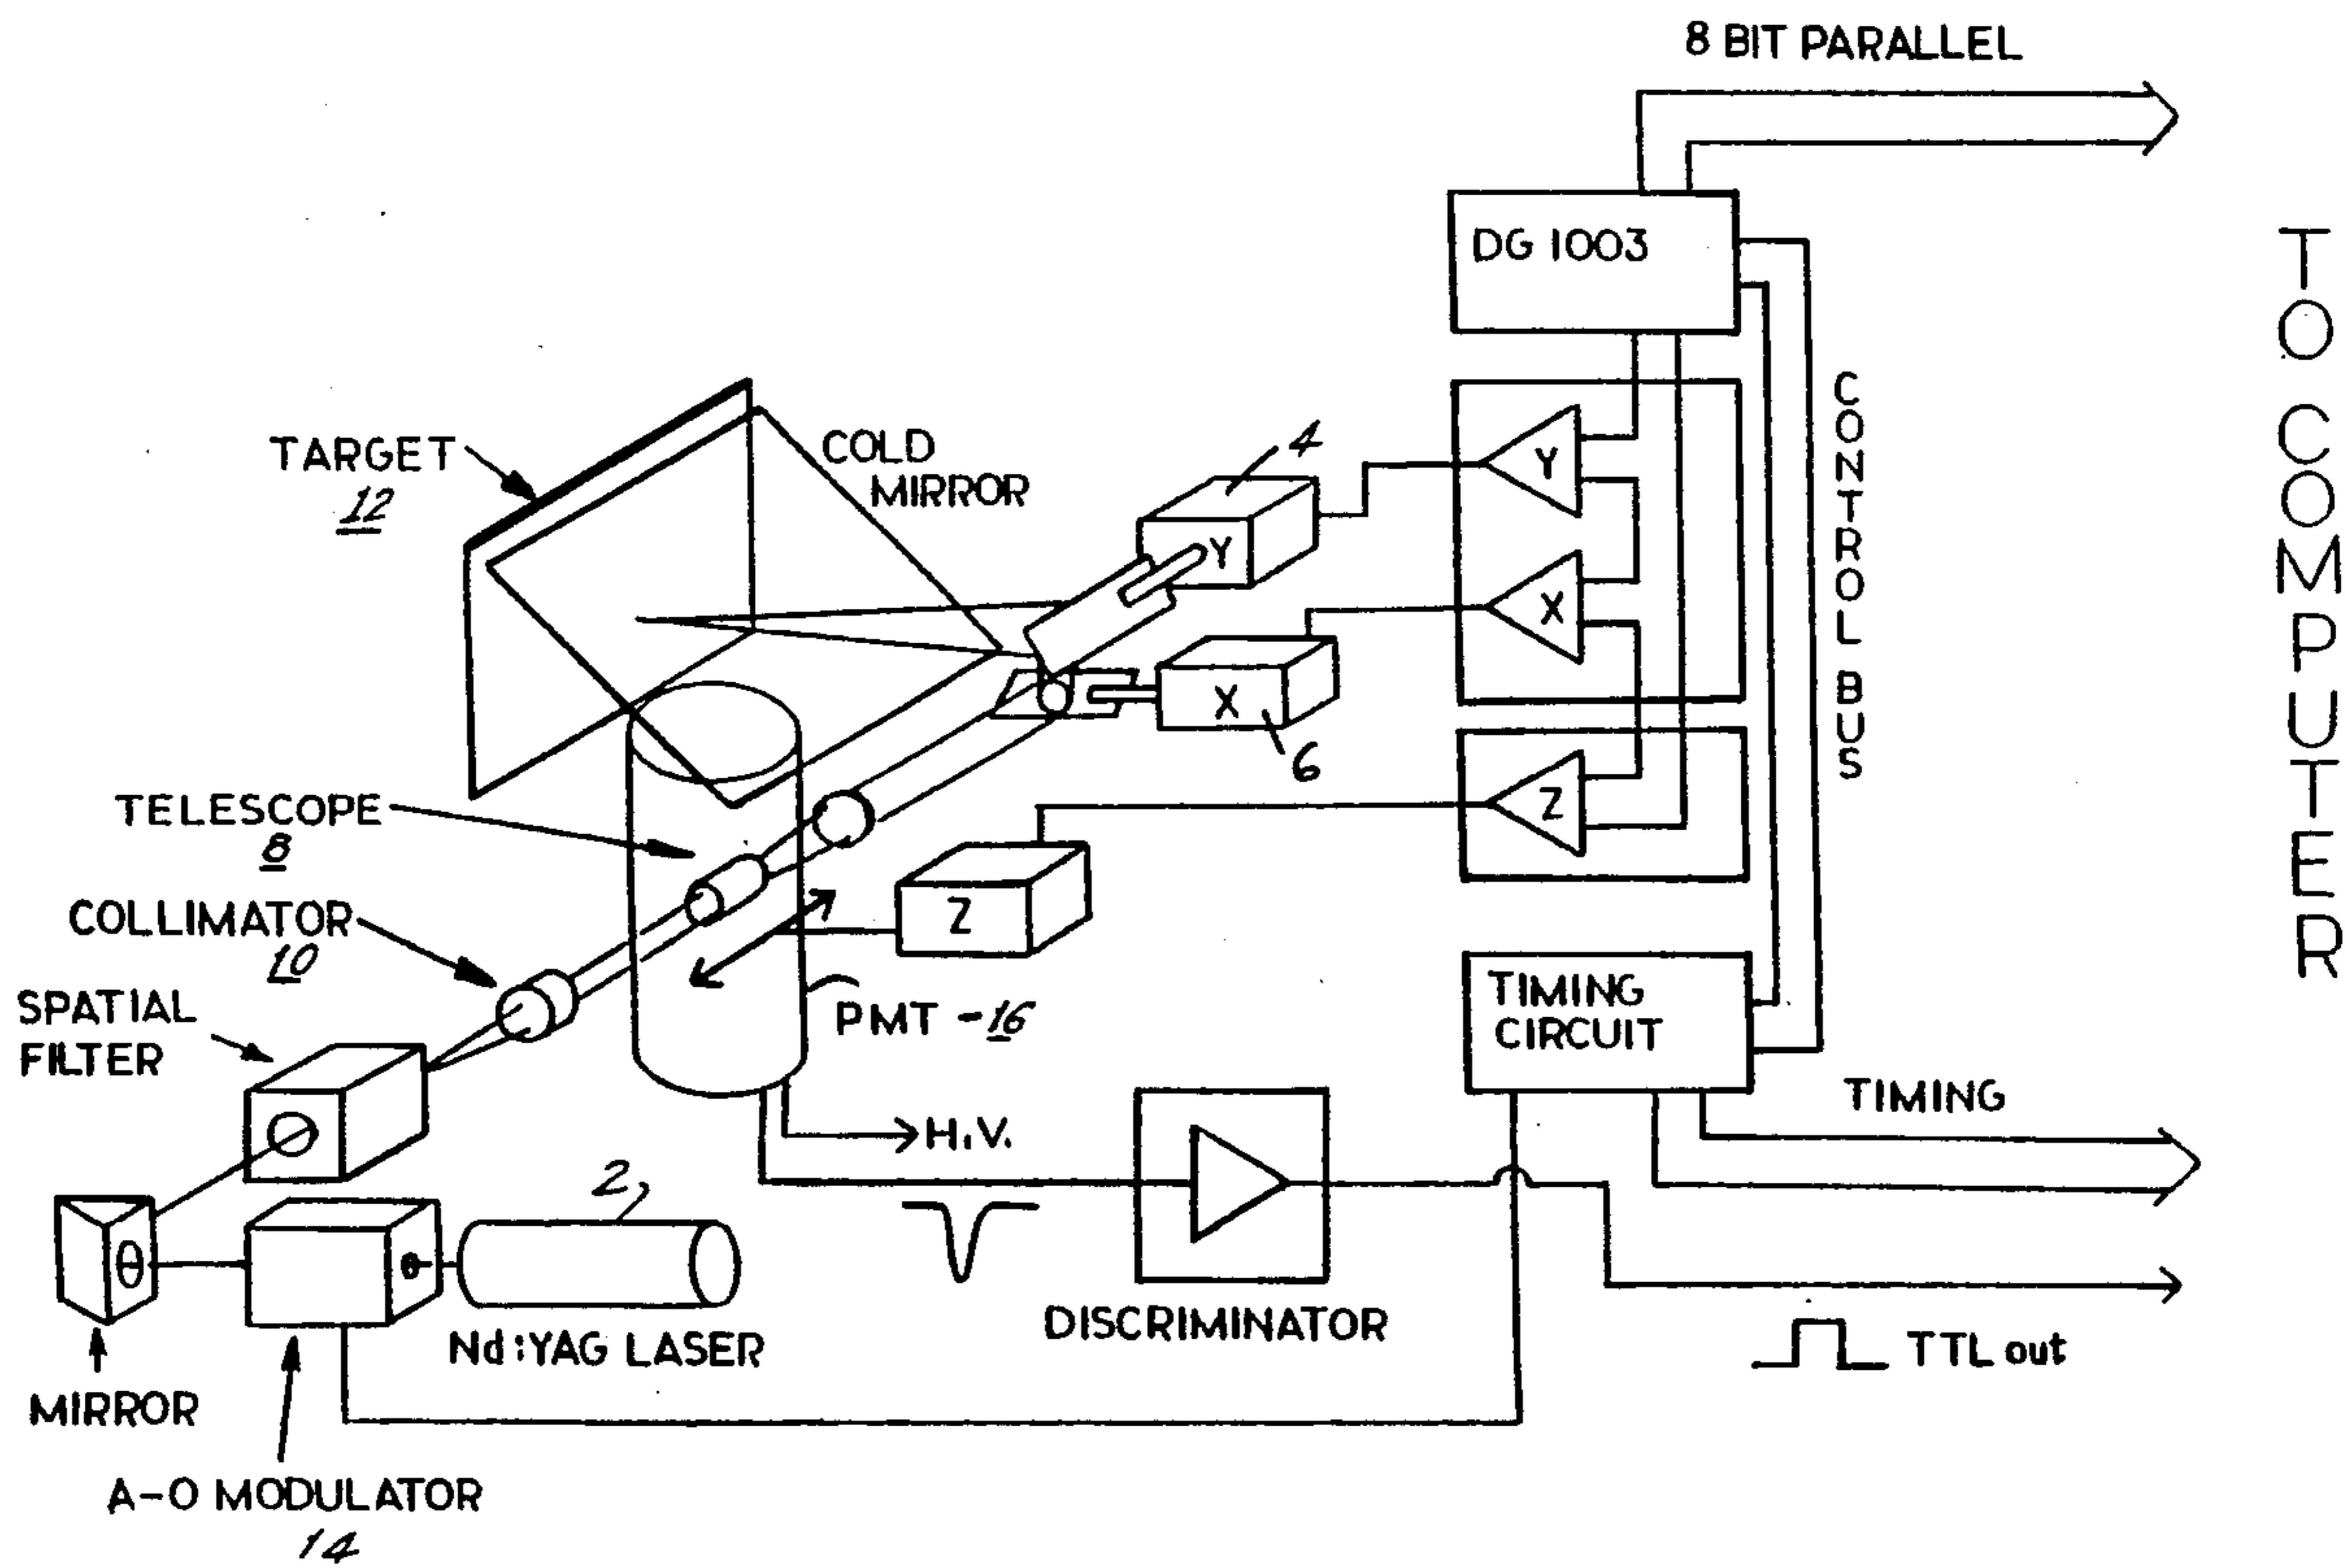 8 BIT PARALLEL
DG 1003
TO COMPUTER
CONTROL BUS
TARGET
12
COLD
MIRROR
4
Y
Y
X
X
6
Z
TELESCOPE
8
Z
COLLIMATOR
10
SPATIAL
FILTER
PMT - 16
TIMING
CIRCUIT
TIMING
H.V.
2
DISCRIMINATOR
Nd:YAG LASER
TTL out
MIRROR
A-O MODULATOR
14